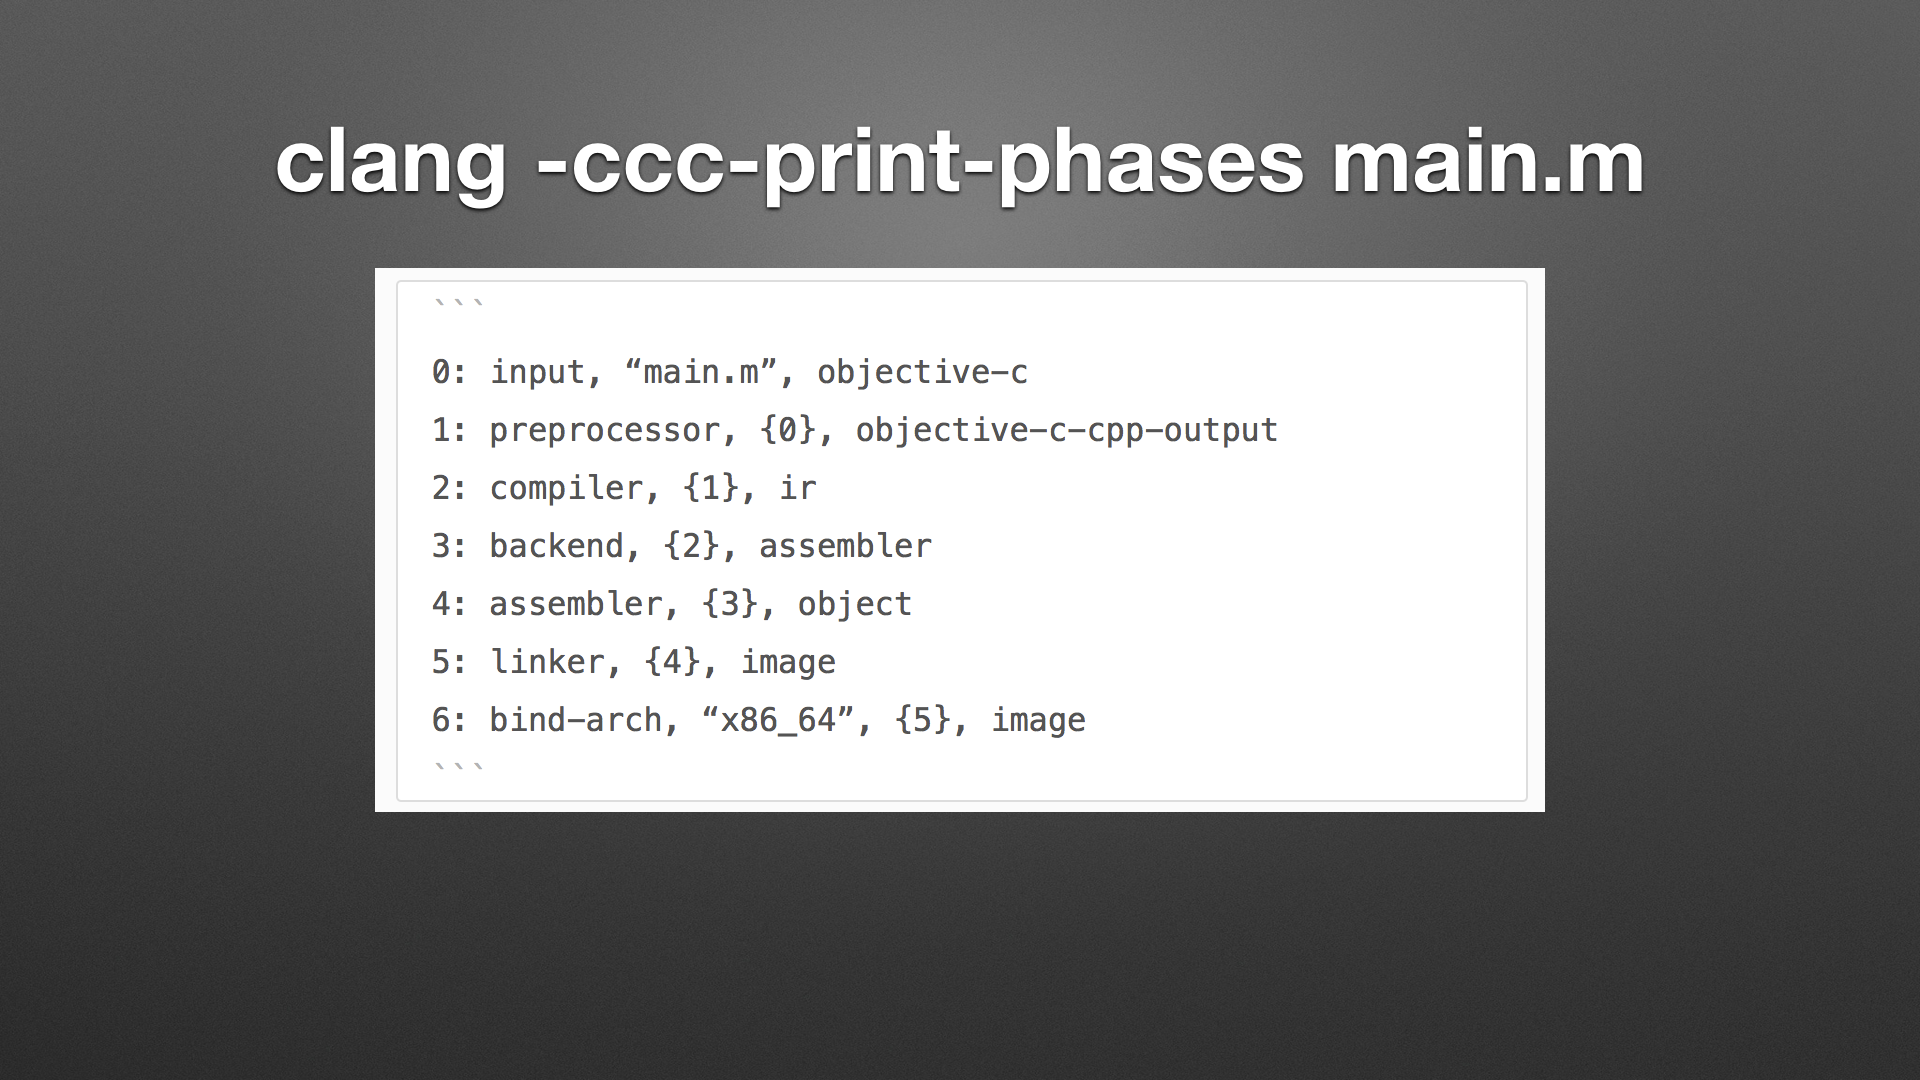 clang -ccc-print-phases main.m
```
0: input, “main.m”, objective-c
1: preprocessor, {0}, objective-c-cpp-output
2: compiler, {1}, ir
3: backend, {2}, assembler
4: assembler, {3}, object
5: linker, {4}, image
6: bind-arch, “x86_64”, {5}, image
```